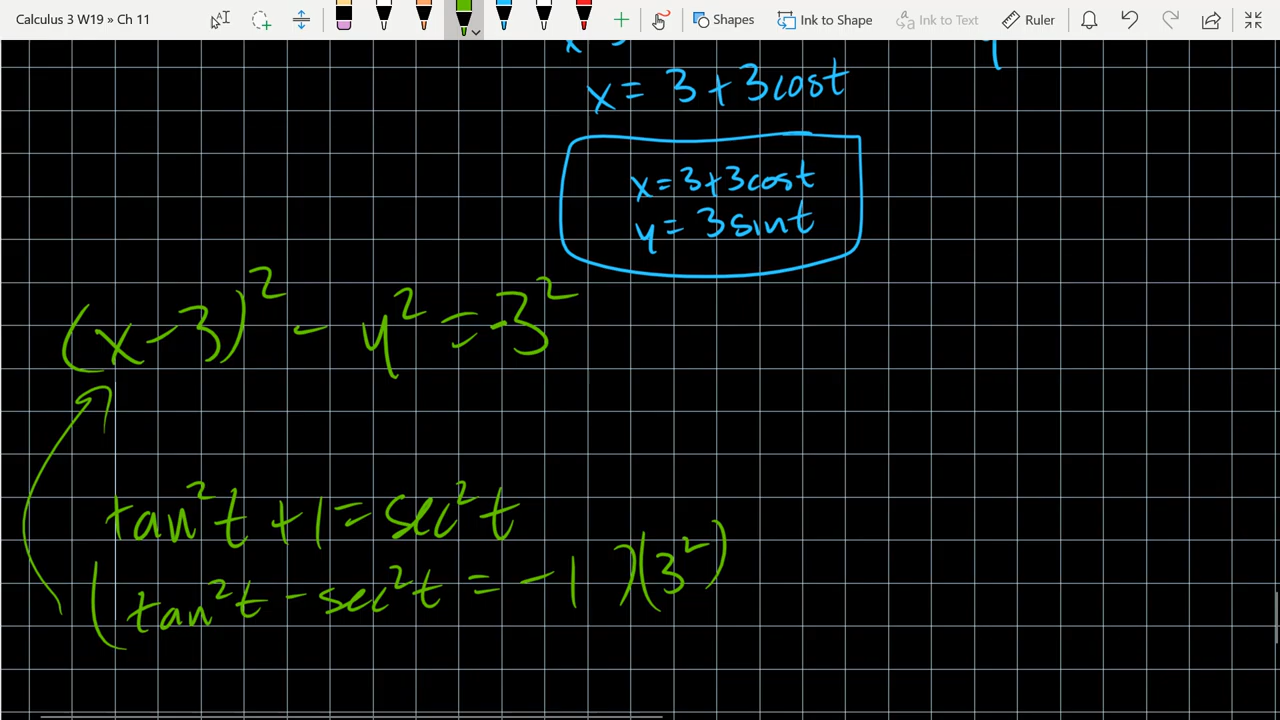 Calculus 3 W19 » Ch 11
Shapes
Ink to Shape
Ink to Text
Ruler
x = 3 + 3cost
x = 3 + 3cost
y = 3sint
(x - 3)² - y² = -3²
tan²t + 1 = sec²t
(tan²t - sec²t = -1)(3²)